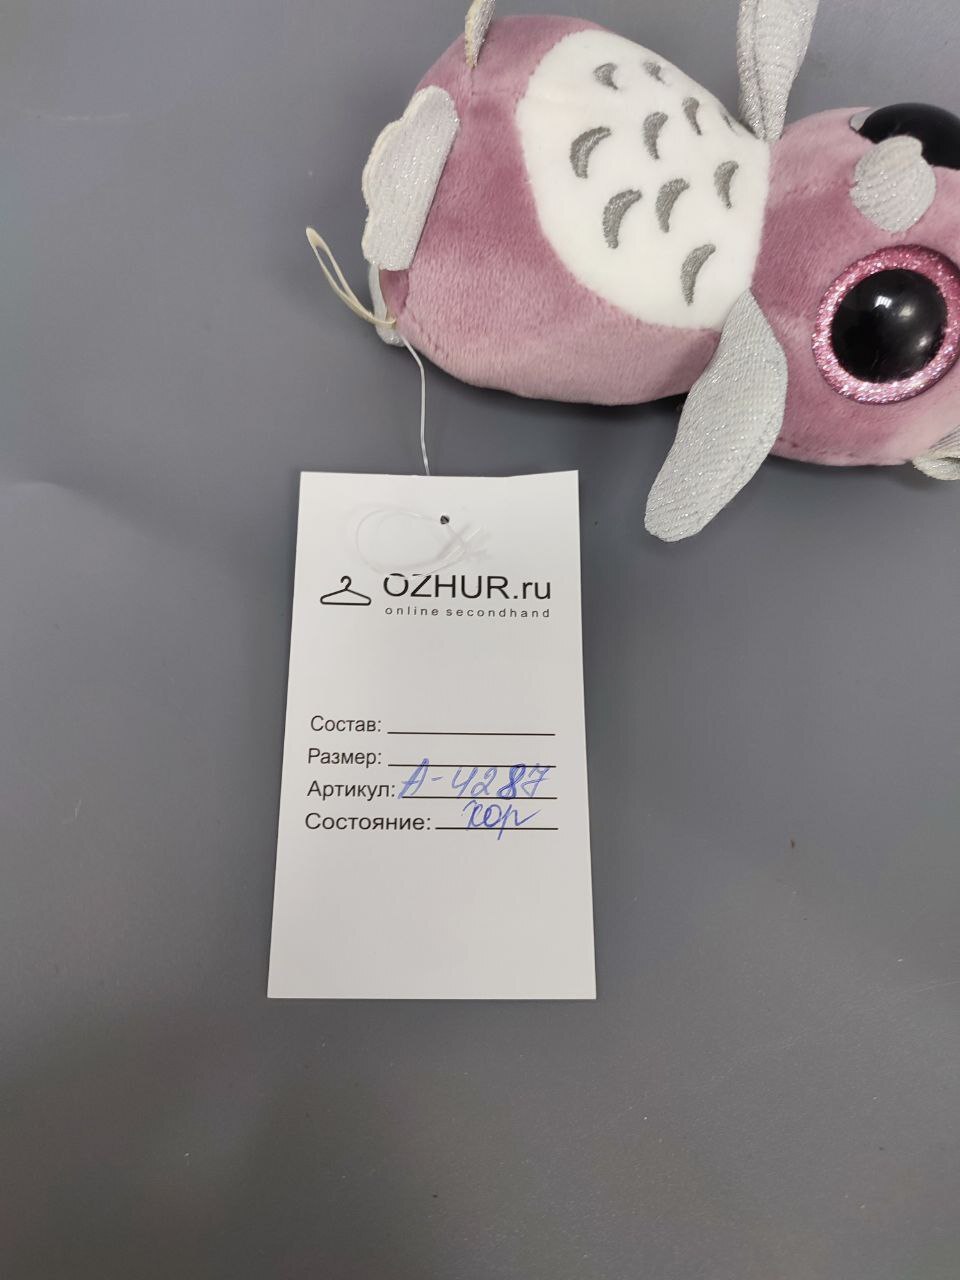 OZHUR.ru
online secondhand
Состав:
Размер:
Артикул: А-4287
Состояние: хор